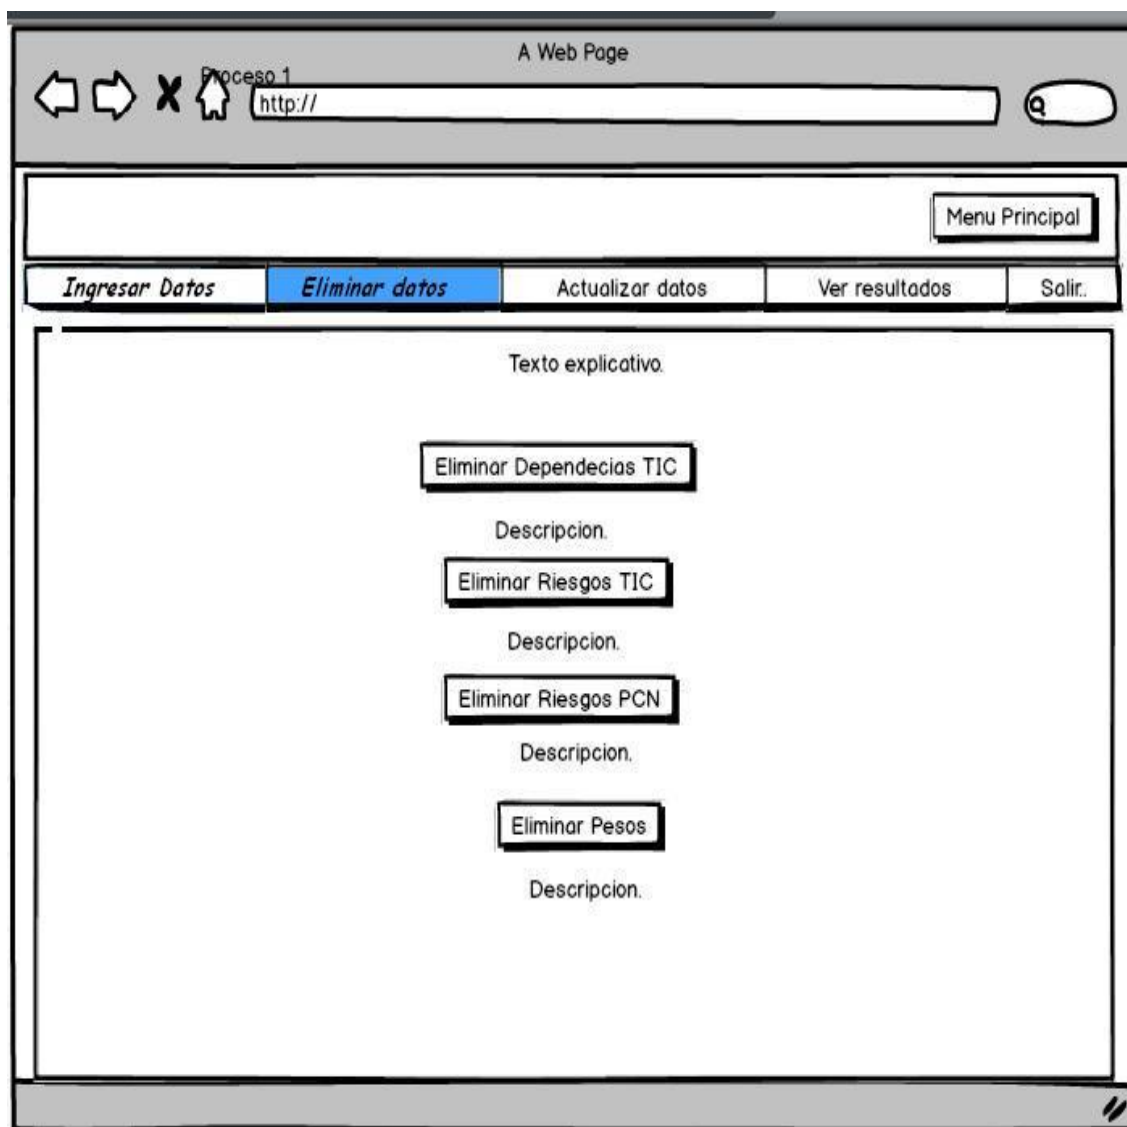 A Web Page
Proceso 1
http://
Menu Principal
Ingresar Datos Eliminar datos Actualizar datos Ver resultados Salir..
Texto explicativo.
Eliminar Dependecias TIC
Descripcion.
Eliminar Riesgos TIC
Descripcion.
Eliminar Riesgos PCN
Descripcion.
Eliminar Pesos
Descripcion.